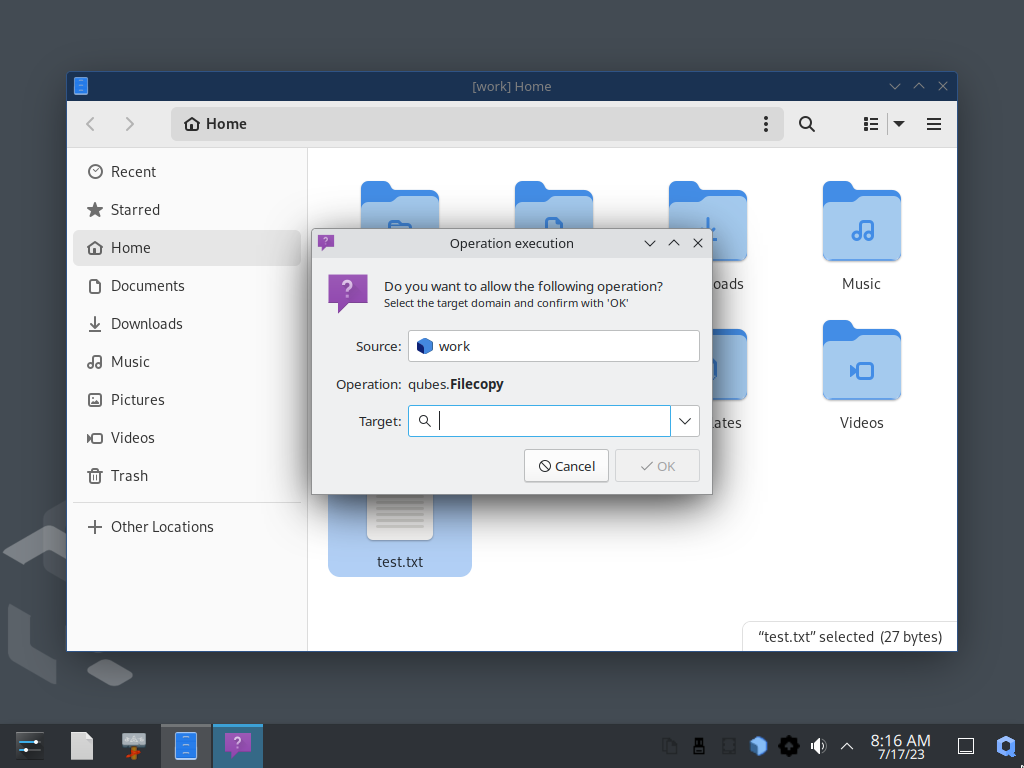 [work] Home
Home
Recent
Starred
Home
Documents
Downloads
Music
Pictures
Videos
Trash
Other Locations
oads
Music
ates
Videos
Operation execution
?
Do you want to allow the following operation?
Select the target domain and confirm with 'OK'
Source: work
Operation: qubes.Filecopy
Target:
Cancel
OK
test.txt
“test.txt” selected (27 bytes)
8:16 AM
7/17/23